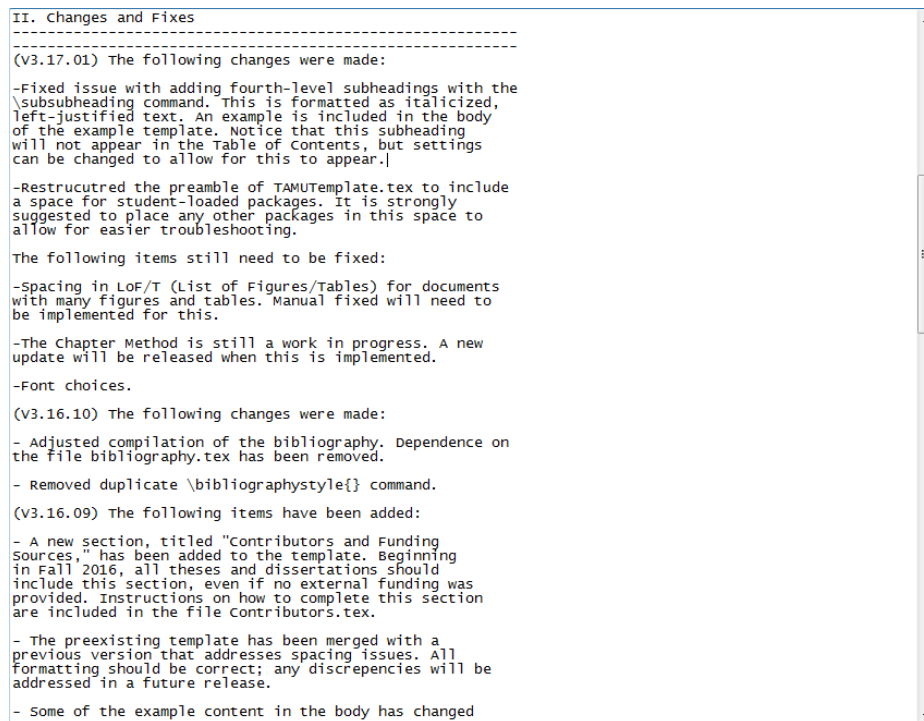 II. Changes and Fixes
----------------------------------------------------------
----------------------------------------------------------
(V3.17.01) The following changes were made:
-Fixed issue with adding fourth-level subheadings with the
\subsubheading command. This is formatted as italicized,
left-justified text. An example is included in the body
of the example template. Notice that this subheading
will not appear in the Table of Contents, but settings
can be changed to allow for this to appear.
-Restrucutred the preamble of TAMUTemplate.tex to include
a space for student-loaded packages. It is strongly
suggested to place any other packages in this space to
allow for easier troubleshooting.
The following items still need to be fixed:
-Spacing in LoF/T (List of Figures/Tables) for documents
with many figures and tables. Manual fixed will need to
be implemented for this.
-The Chapter Method is still a work in progress. A new
update will be released when this is implemented.
-Font choices.
(V3.16.10) The following changes were made:
- Adjusted compilation of the bibliography. Dependence on
the file bibliography.tex has been removed.
- Removed duplicate \bibliographystyle{} command.
(V3.16.09) The following items have been added:
- A new section, titled "Contributors and Funding
Sources," has been added to the template. Beginning
in Fall 2016, all theses and dissertations should
include this section, even if no external funding was
provided. Instructions on how to complete this section
are included in the file Contributors.tex.
- The preexisting template has been merged with a
previous version that addresses spacing issues. All
formatting should be correct; any discrepencies will be
addressed in a future release.
- Some of the example content in the body has changed